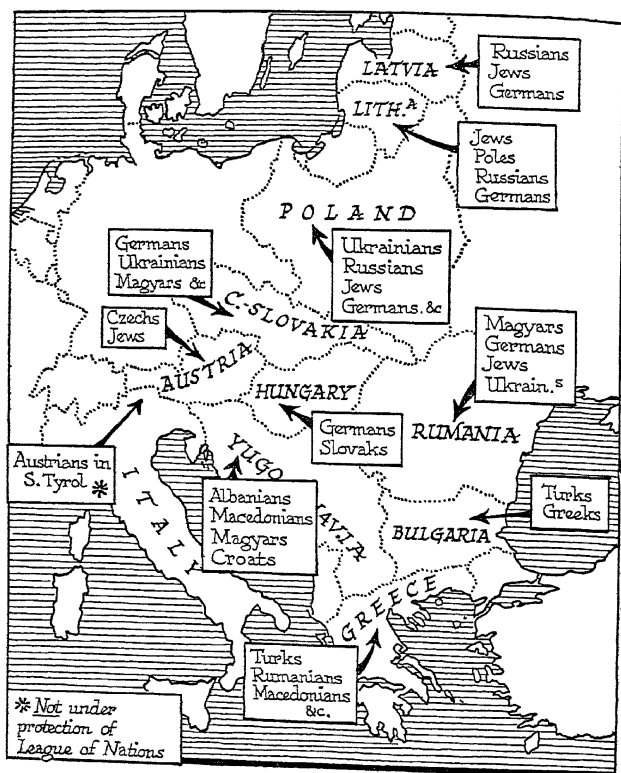 LATVIA
Russians
Jews
Germans
LITH.A
Jews
Poles
Russians
Germans
POLAND
Ukrainians
Russians
Jews
Germans. &c
Germans
Ukrainians
Magyars &c
C. SLOVAKIA
Czechs
Jews
AUSTRIA
HUNGARY
Germans
Slovaks
Magyars
Germans
Jews
Ukrain.s
RUMANIA
Austrians in
S. Tyrol *
ITALY
YUGO
AVIA
Albanians
Macedonians
Magyars
Croats
Turks
Greeks
BULGARIA
GREECE
Turks
Rumanians
Macedonians
&c.
* Not under
protection of
League of Nations